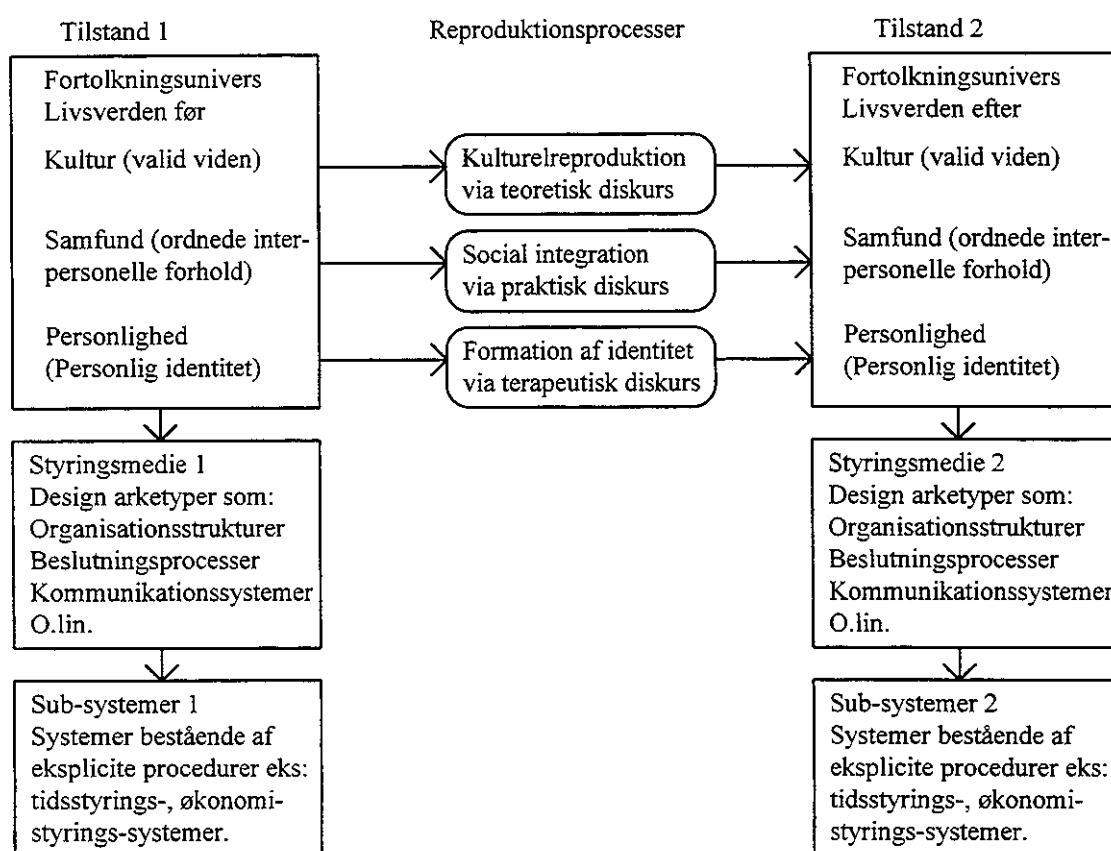 Tilstand 1
Reproduktionsprocesser
Tilstand 2
Fortolkningsunivers
Livsverden før
Kultur (valid viden)
Samfund (ordnede inter-
personelle forhold)
Personlighed
(Personlig identitet)
Kulturelreproduktion
via teoretisk diskurs
Social integration
via praktisk diskurs
Formation af identitet
via terapeutisk diskurs
Fortolkningsunivers
Livsverden efter
Kultur (valid viden)
Samfund (ordnede inter-
personelle forhold)
Personlighed
(Personlig identitet)
Styringsmedie 1
Design arketyper som:
Organisationsstrukturer
Beslutningsprocesser
Kommunikationssystemer
O.lin.
Styringsmedie 2
Design arketyper som:
Organisationsstrukturer
Beslutningsprocesser
Kommunikationssystemer
O.lin.
Sub-systemer 1
Systemer bestående af
eksplicite procedurer eks:
tidsstyrings-, økonomi-
styrings-systemer.
Sub-systemer 2
Systemer bestående af
eksplicite procedurer eks:
tidsstyrings-, økonomi-
styrings-systemer.